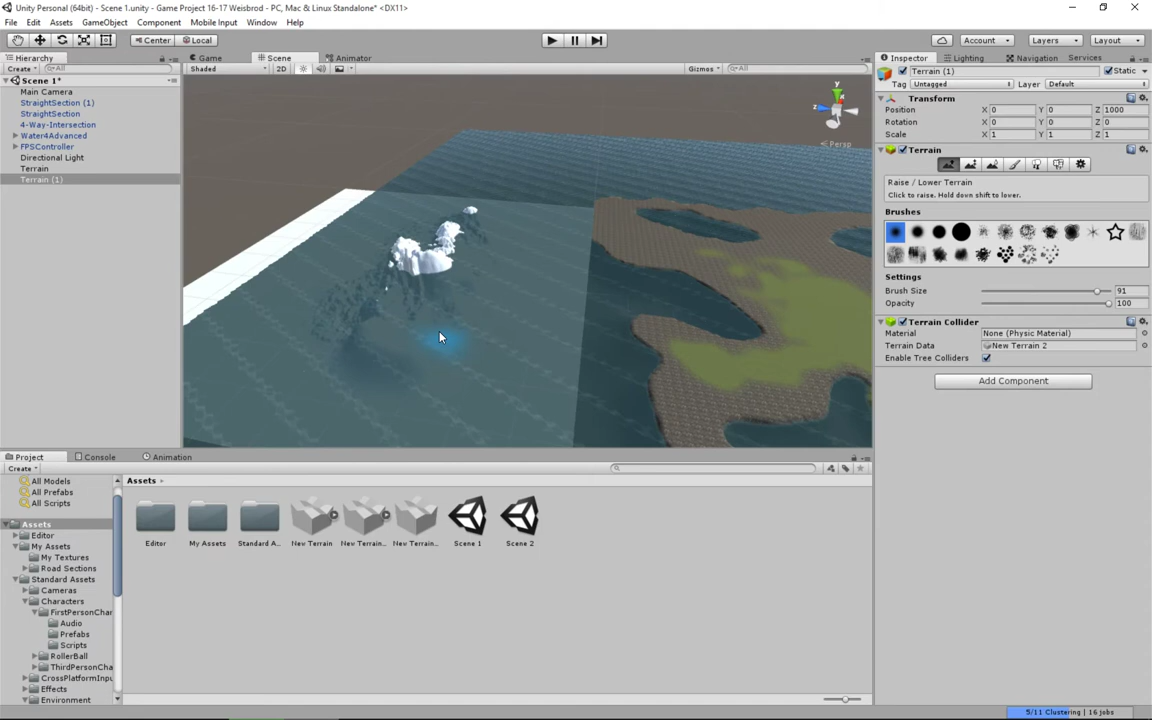 Unity Personal (64bit) - Scene 1.unity - Game Project 16-17 Weisbrod - PC, Mac & Linux Standalone* <DX11>
File Edit Assets GameObject Component Mobile Input Window Help
Center Local Account Layers Layout
Hierarchy Game Scene Animator Inspector Lighting Navigation Services
Create All Shaded 2D Gizmos All Terrain (1) Static
Scene 1* Tag Untagged Layer Default
Main Camera y Transform
StraightSection (1) z x Position X 0 Y 0 Z 1000
StraightSection Rotation X 0 Y 0 Z 0
4-Way-Intersection Scale X 1 Y 1 Z 1
Water4Advanced Persp Terrain
FPSController
Directional Light
Terrain
Terrain (1) Raise / Lower Terrain
Click to raise. Hold down shift to lower.
Brushes
Settings
Brush Size 91
Opacity 100
Terrain Collider
Material None (Physic Material)
Terrain Data New Terrain 2
Enable Tree Colliders
Add Component
Project Console Animation
Create
All Models Assets
All Prefabs
All Scripts
Assets
Editor Editor My Assets Standard A... New Terrain New Terrain... New Terrain... Scene 1 Scene 2
My Assets
My Textures
Road Sections
Standard Assets
Cameras
Characters
FirstPersonChar
Audio
Prefabs
Scripts
RollerBall
ThirdPersonCha
CrossPlatformInpu
Effects
Environment
5/11 Clustering | 16 jobs